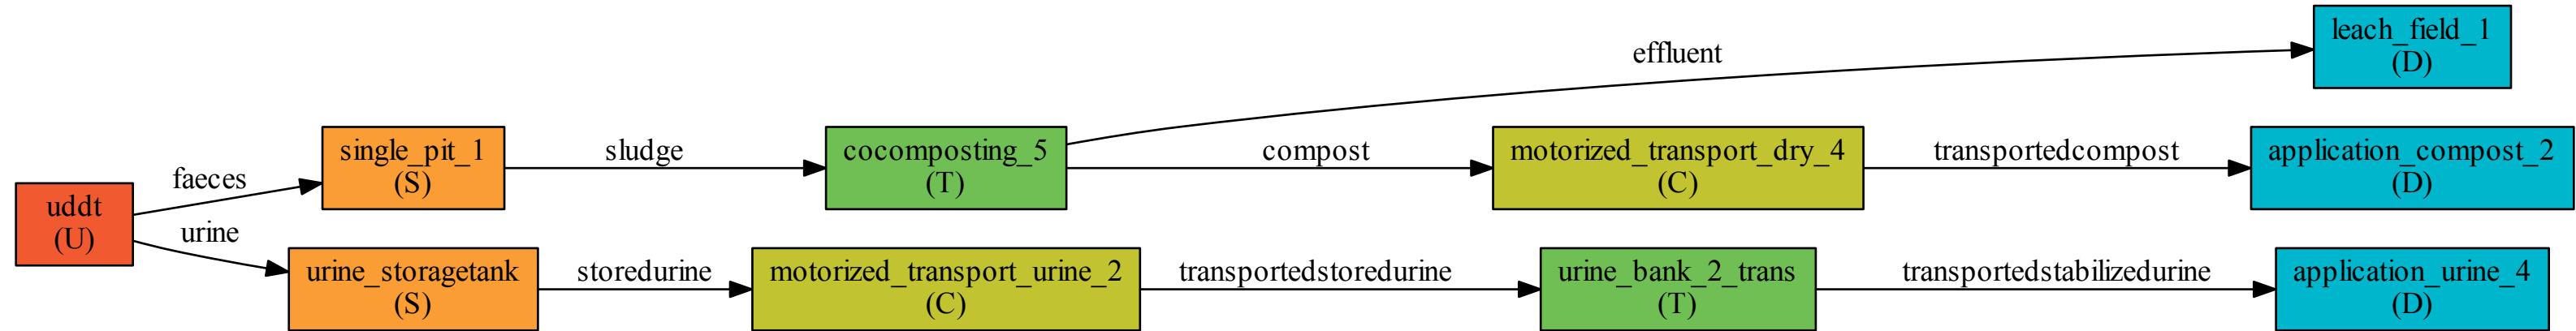 leach_field_1
(D)
effluent
single_pit_1
(S)
sludge
cocomposting_5
(T)
compost
motorized_transport_dry_4
(C)
transportedcompost
application_compost_2
(D)
faeces
uddt
(U)
urine
urine_storagetank
(S)
storedurine
motorized_transport_urine_2
(C)
transportedstoredurine
urine_bank_2_trans
(T)
transportedstabilizedurine
application_urine_4
(D)